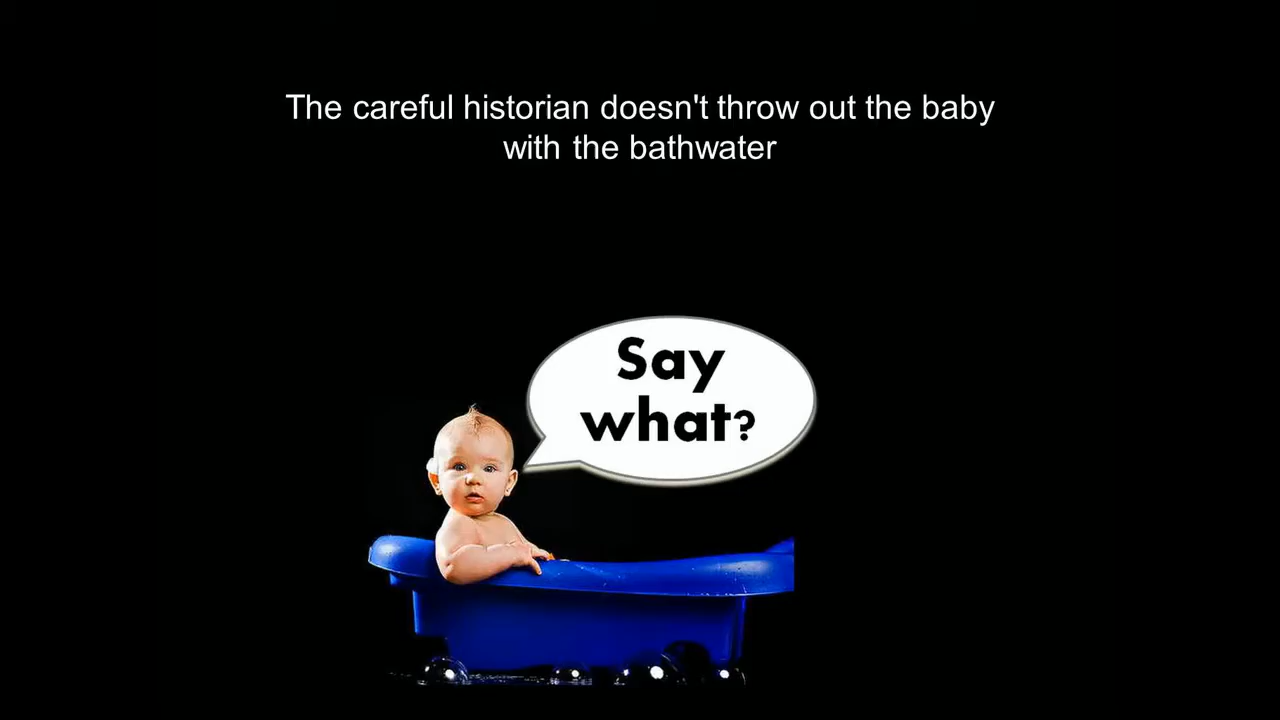 The careful historian doesn't throw out the baby
with the bathwater
Say
what?